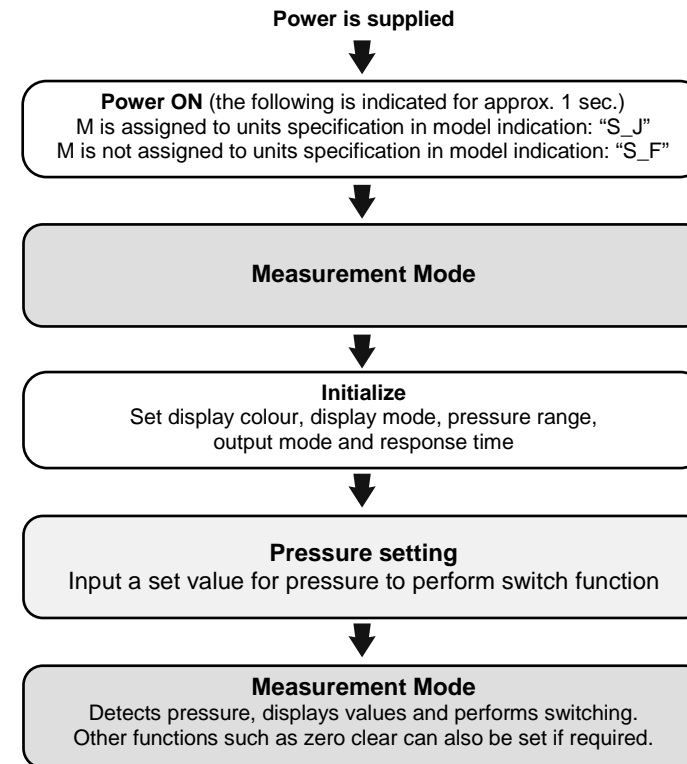 Power is supplied
Power ON (the following is indicated for approx. 1 sec.)
M is assigned to units specification in model indication: “S_J”
M is not assigned to units specification in model indication: “S_F”
Measurement Mode
Initialize
Set display colour, display mode, pressure range,
output mode and response time
Pressure setting
Input a set value for pressure to perform switch function
Measurement Mode
Detects pressure, displays values and performs switching.
Other functions such as zero clear can also be set if required.